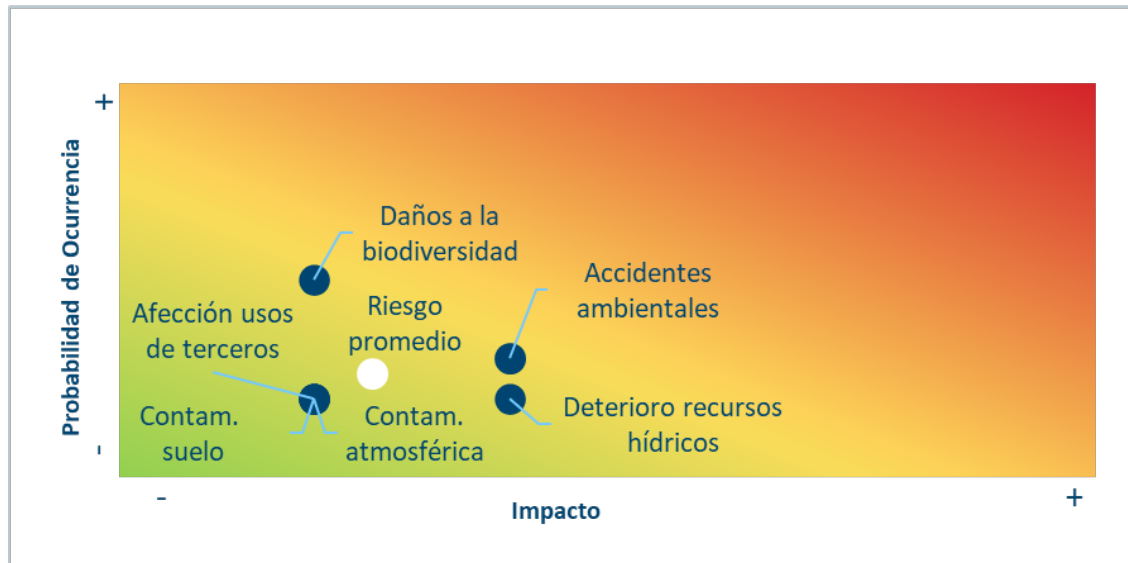 +
Probabilidad de Ocurrencia
-
Daños a la
biodiversidad
Accidentes
ambientales
Afección usos
de terceros
Riesgo
promedio
Contam.
suelo
Contam.
atmosférica
Deterioro recursos
hídricos
-
Impacto
+